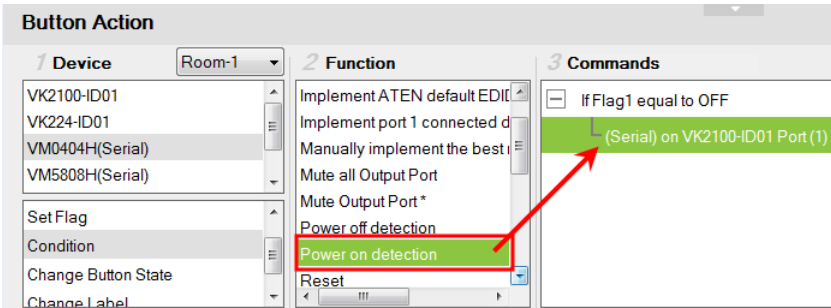 Button Action
1 Device Room-1
2 Function
3 Commands
VK2100-ID01
VK224-ID01
VM0404H(Serial)
VM5808H(Serial)
Set Flag
Condition
Change Button State
Change Label
Implement ATEN default EDI
Implement port 1 connected d
Manually implement the best
Mute all Output Port
Mute Output Port *
Power off detection
Power on detection
Reset
If Flag1 equal to OFF
(Serial) on VK2100-ID01 Port (1)